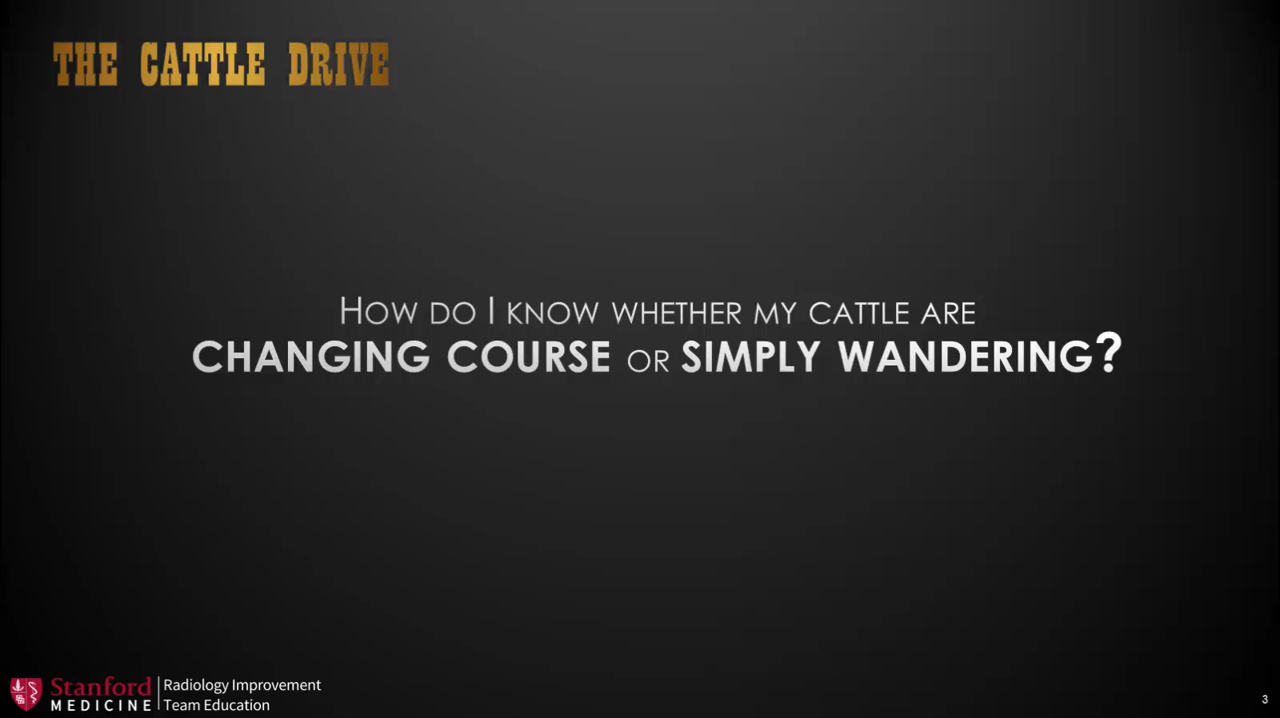 THE CATTLE DRIVE
HOW DO I KNOW WHETHER MY CATTLE ARE
CHANGING COURSE OR SIMPLY WANDERING?
Stanford
MEDICINE
Radiology Improvement
Team Education
3